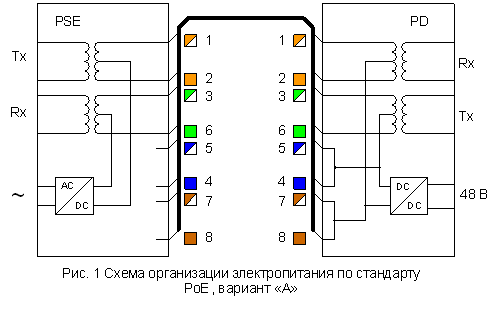 PSE
PD
1
1
Tx
Rx
2
2
3
3
Rx
Tx
6
6
5
5
4
4
~
AC
DC
DC
DC
48 В
7
7
8
8
Рис. 1 Схема организации электропитания по стандарту
PoE , вариант «А»